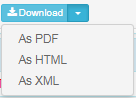 Download
As PDF
As HTML
As XML